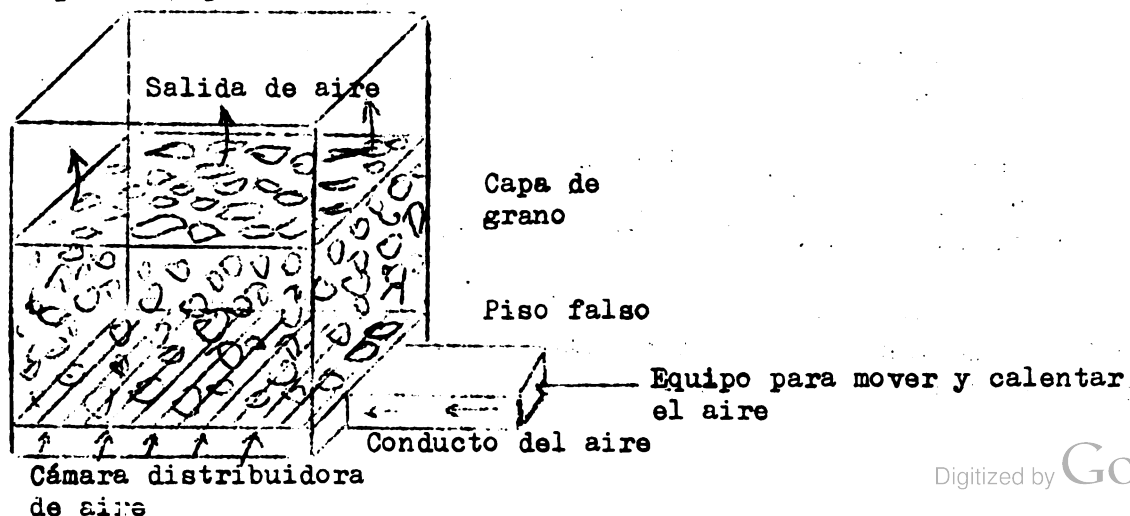 Salida de aire
Capa de
grano
Piso falso
Equipo para mover y calentar
el aire
Conducto del aire
Cámara distribuidora
de aire
Digitized by Go